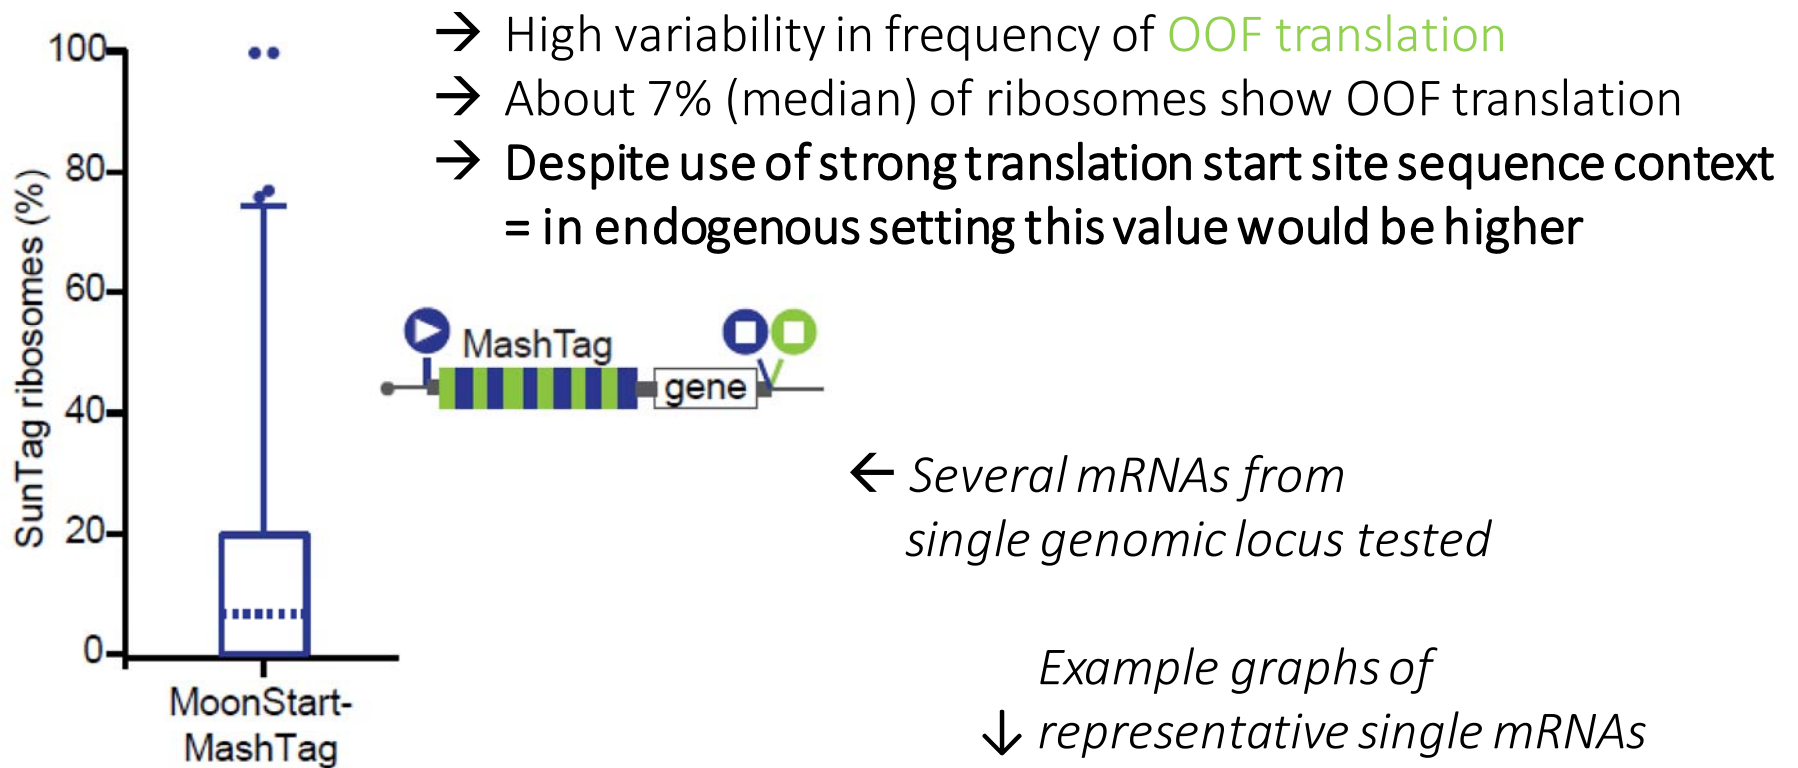 → High variability in frequency of OOF translation
→ About 7% (median) of ribosomes show OOF translation
→ Despite use of strong translation start site sequence context
= in endogenous setting this value would be higher
SunTag ribosomes (%)
100
80
60
40
20
0
MoonStart-
MashTag
MashTag
gene
← Several mRNAs from
single genomic locus tested
Example graphs of
↓ representative single mRNAs